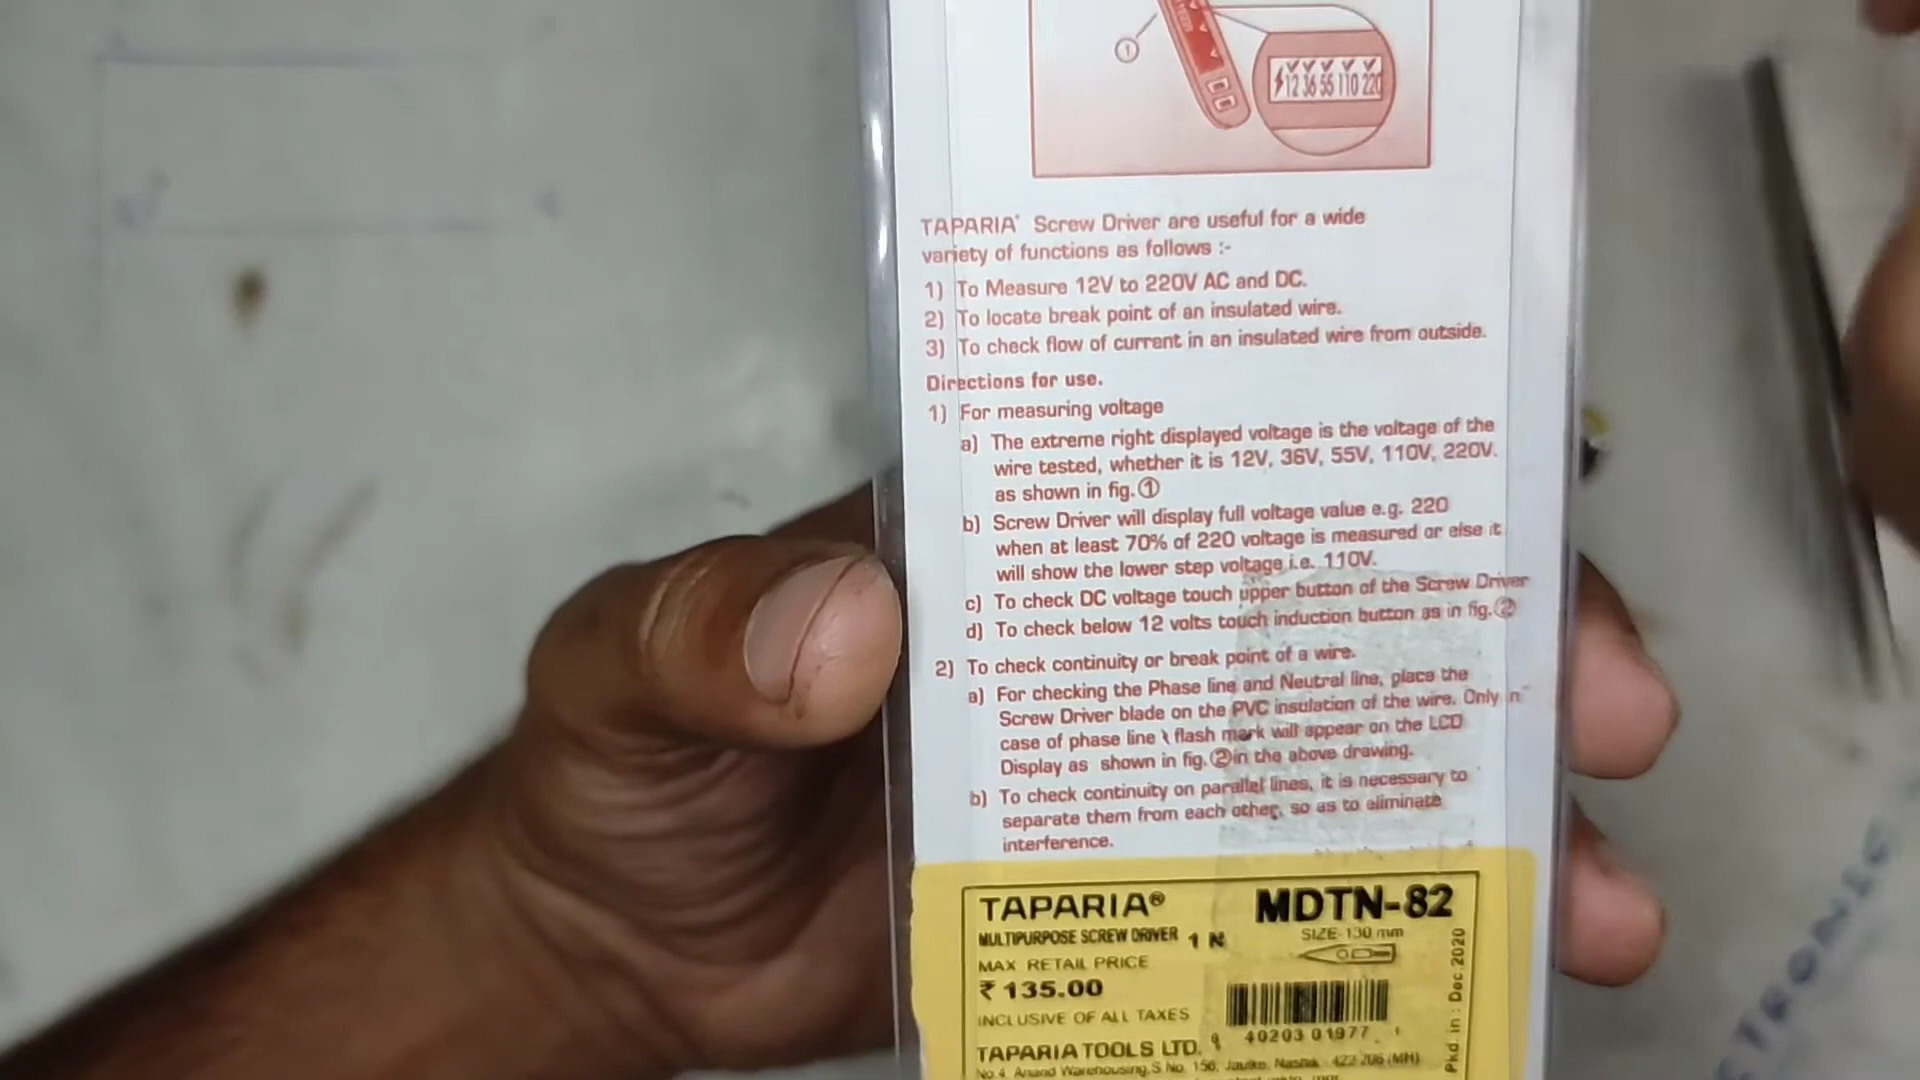 1
12 36 55 110 220
TAPARIA® Screw Driver are useful for a wide
variety of functions as follows :-
1) To Measure 12V to 220V AC and DC.
2) To locate break point of an insulated wire.
3) To check flow of current in an insulated wire from outside.
Directions for use.
1) For measuring voltage
a) The extreme right displayed voltage is the voltage of the
wire tested, whether it is 12V, 36V, 55V, 110V, 220V.
as shown in fig.①
b) Screw Driver will display full voltage value e.g. 220
when at least 70% of 220 voltage is measured or else it
will show the lower step voltage i.e. 110V.
c) To check DC voltage touch upper button of the Screw Driver
d) To check below 12 volts touch induction button as in fig.②
2) To check continuity or break point of a wire.
a) For checking the Phase line and Neutral line, place the
Screw Driver blade on the PVC insulation of the wire. Only in
case of phase line flash mark will appear on the LCD
Display as shown in fig.② in the above drawing.
b) To check continuity on parallel lines, it is necessary to
separate them from each other, so as to eliminate
interference.
TAPARIA® MDTN-82
MULTIPURPOSE SCREW DRIVER 1 N
SIZE-130 mm
MAX RETAIL PRICE
₹ 135.00
INCLUSIVE OF ALL TAXES
40203 01977
Pkd. in : Dec.2020
TAPARIA TOOLS LTD.
No 4 Anand Warehousing, S No. 156, Nashik - 422 206 (MH)